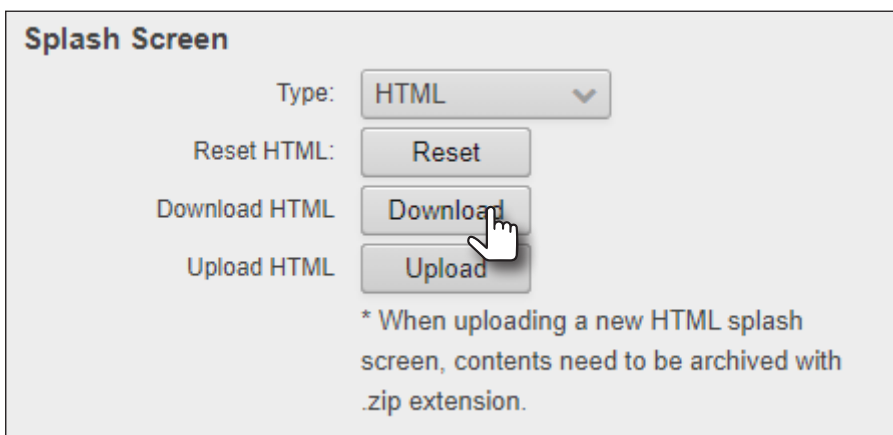 Splash Screen
Type: HTML
Reset HTML: Reset
Download HTML Download
Upload HTML Upload
* When uploading a new HTML splash
screen, contents need to be archived with
.zip extension.